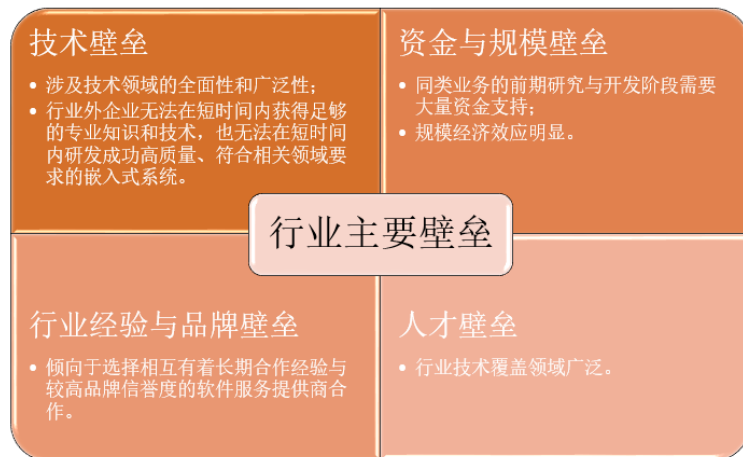 技术壁垒
• 涉及技术领域的全面性和广泛性；
• 行业外企业无法在短时间内获得足够
的专业知识和技术，也无法在短时间
内研发成功高质量、符合相关领域要
求的嵌入式系统。
资金与规模壁垒
• 同类业务的前期研究与开发阶段需要
大量资金支持；
• 规模经济效应明显。
行业主要壁垒
行业经验与品牌壁垒
• 倾向于选择相互有着长期合作经验与
较高品牌信誉度的软件服务提供商合
作。
人才壁垒
• 行业技术覆盖领域广泛。